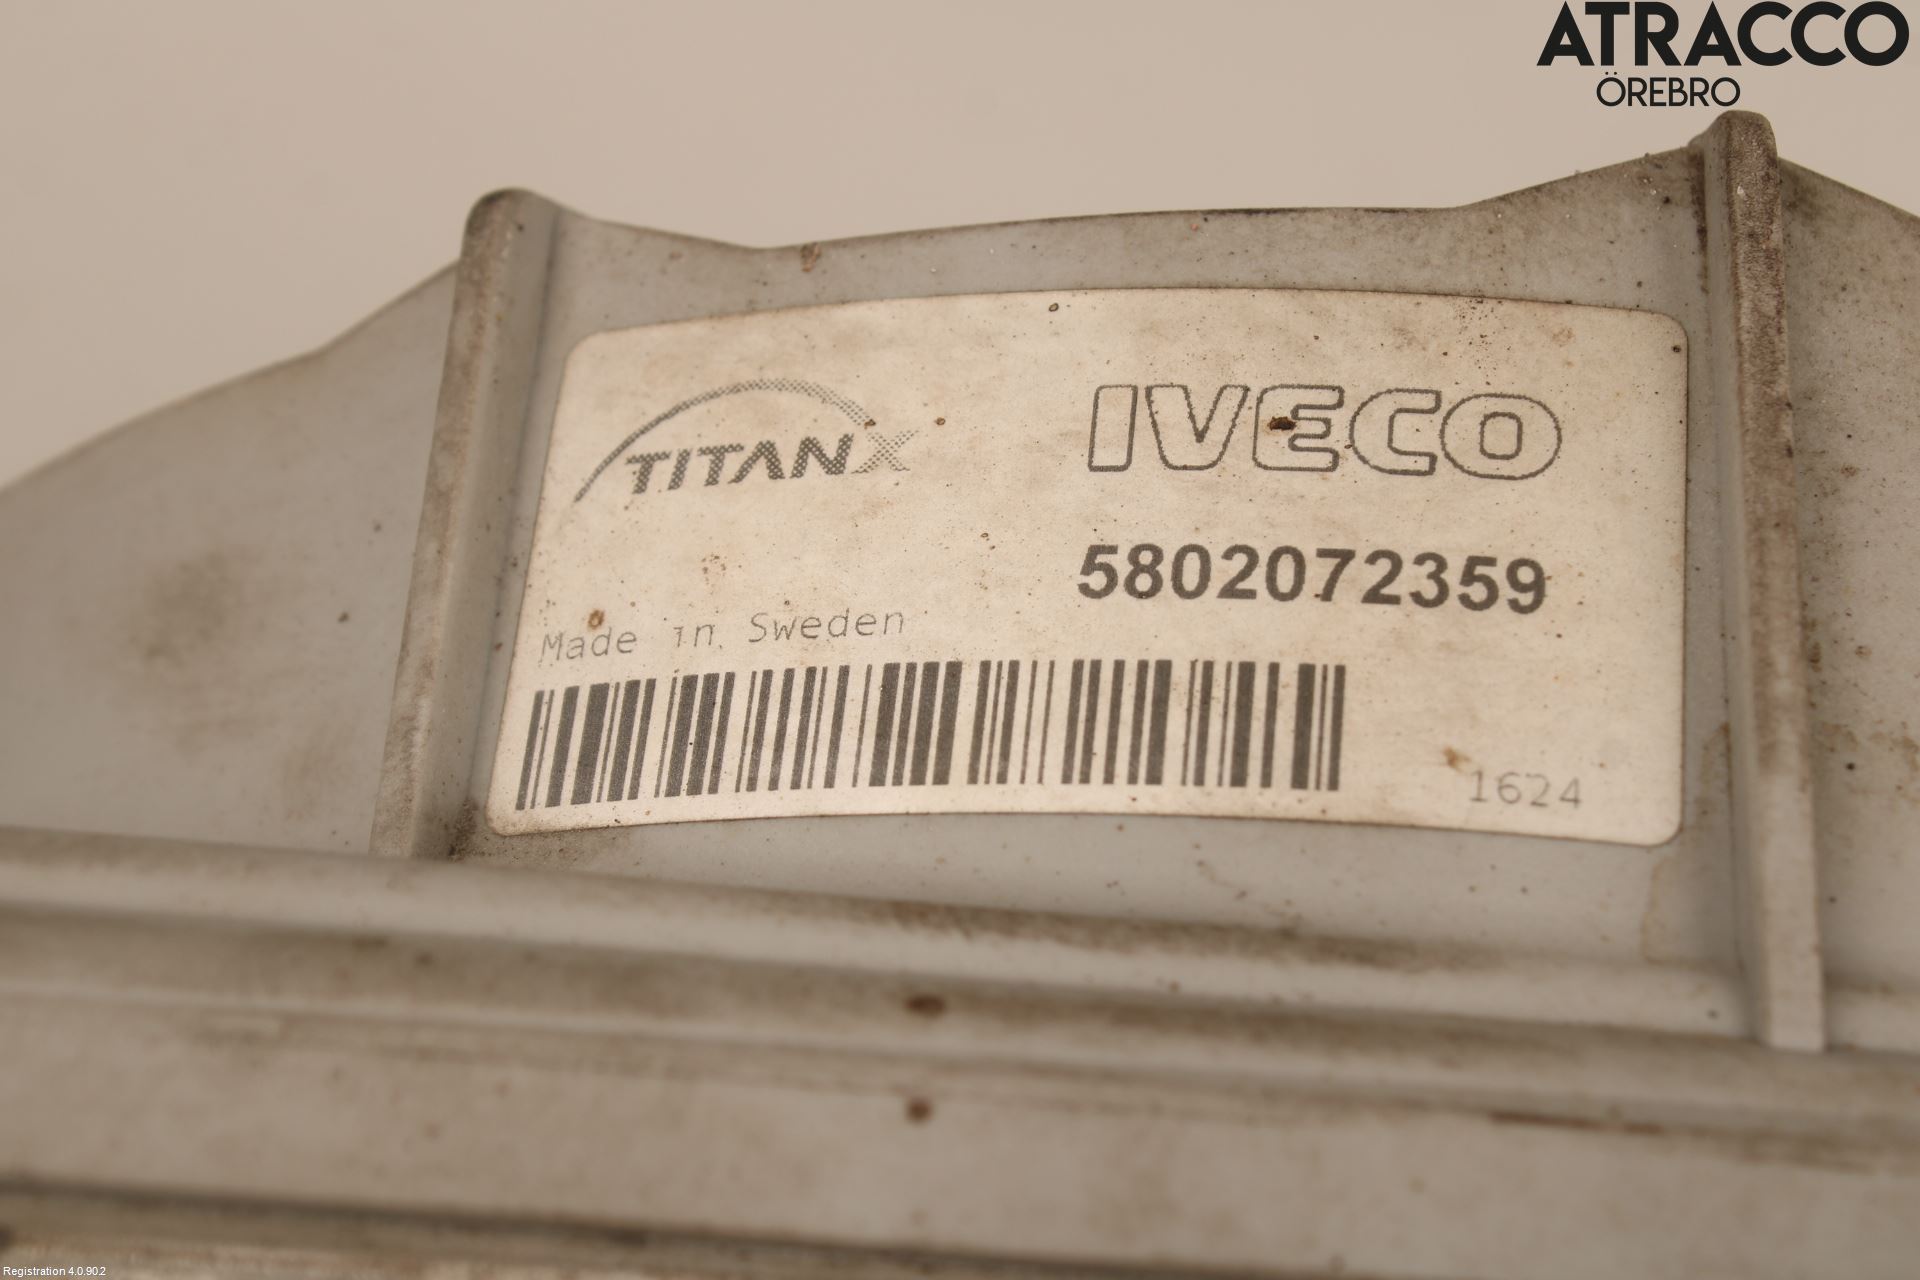 ATRACCO
ÖREBRO
TITANX
IVECO
5802072359
Made in Sweden
1624
Registration 4.0.90.2